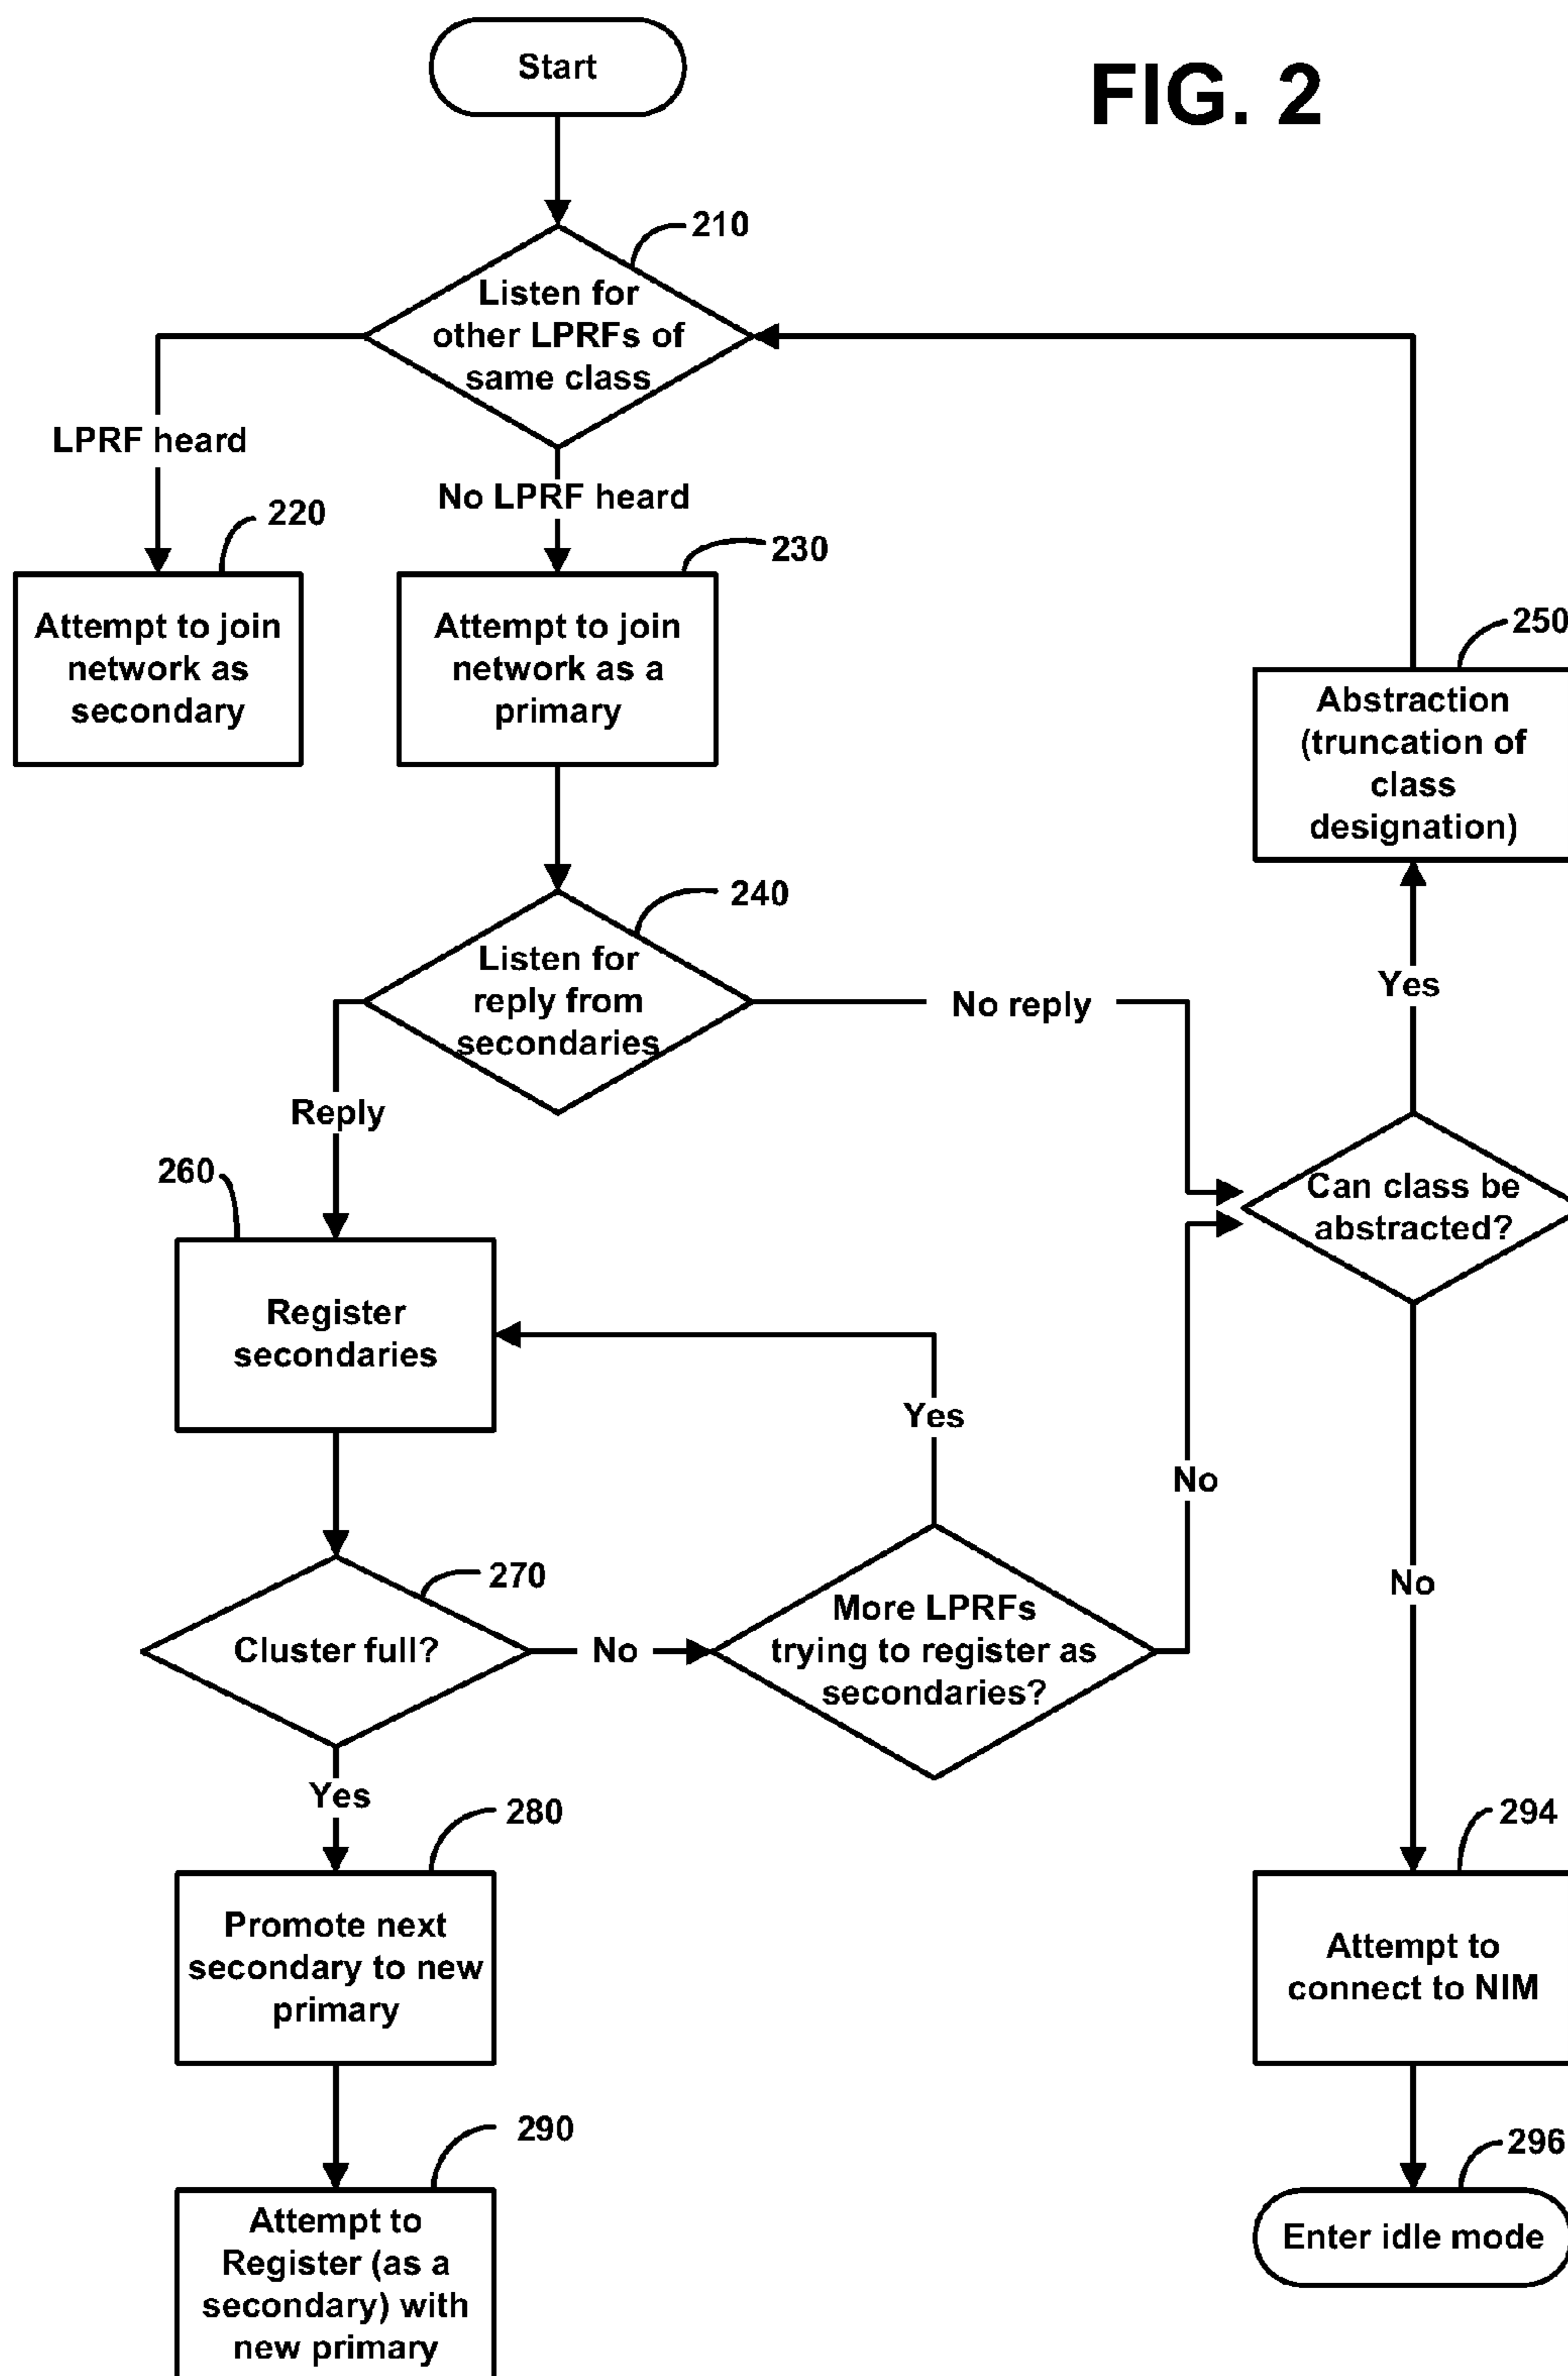 Start
FIG. 2
210
Listen for
other LPRFs of
same class
LPRF heard
No LPRF heard
220
230
Attempt to join
network as
secondary
Attempt to join
network as a
primary
250
Abstraction
(truncation of
class
designation)
240
Listen for
reply from
secondaries
No reply
Yes
Reply
260
Can class be
abstracted?
Register
secondaries
Yes
No
270
Cluster full?
No
More LPRFs
trying to register as
secondaries?
No
Yes
280
294
Promote next
secondary to new
primary
Attempt to
connect to NIM
290
296
Attempt to
Register (as a
secondary) with
new primary
Enter idle mode